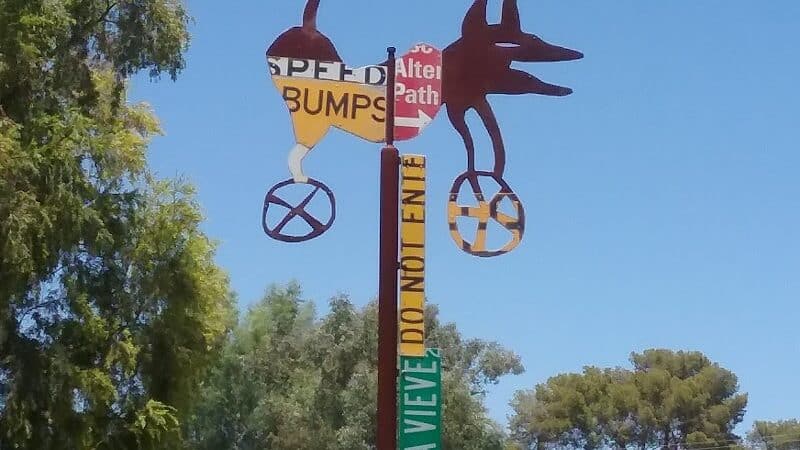 SPEED
BUMPS
Alter
Path
DO NOT ENTE
A VIEVE